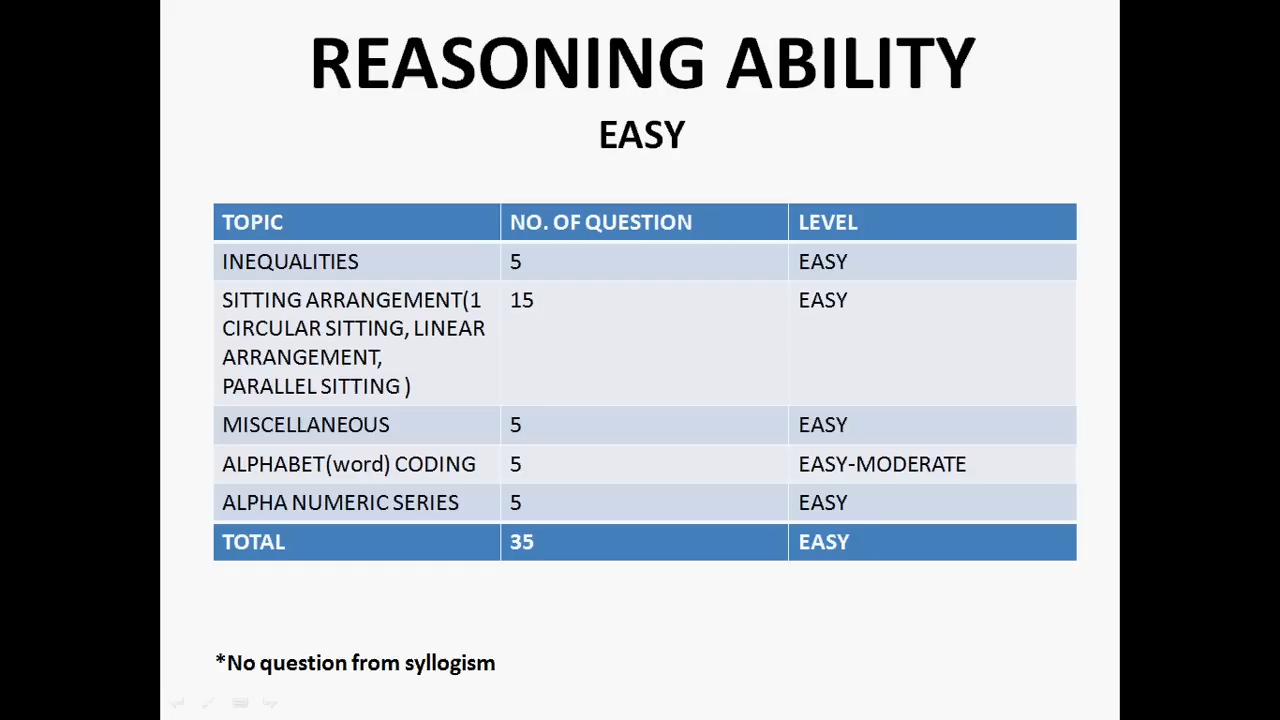 REASONING ABILITY
EASY
TOPIC NO. OF QUESTION LEVEL
INEQUALITIES 5 EASY
SITTING ARRANGEMENT(1 15 EASY
CIRCULAR SITTING, LINEAR
ARRANGEMENT,
PARALLEL SITTING )
MISCELLANEOUS 5 EASY
ALPHABET(word) CODING 5 EASY-MODERATE
ALPHA NUMERIC SERIES 5 EASY
TOTAL 35 EASY
*No question from syllogism